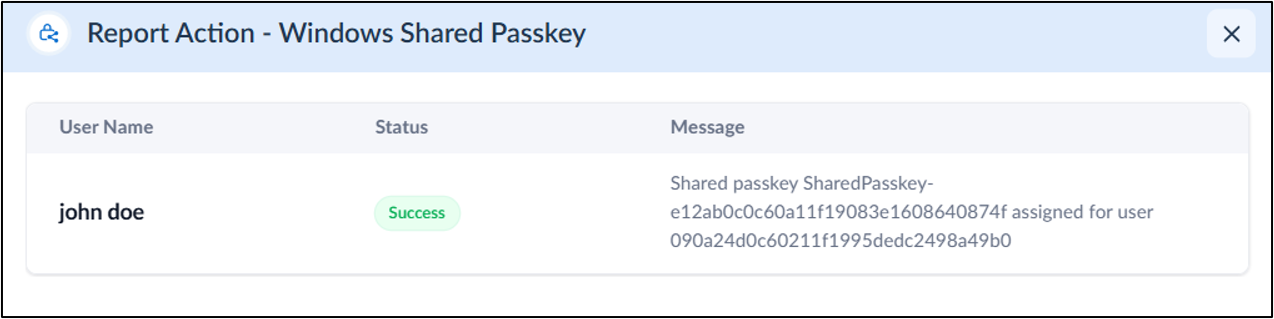 Report Action - Windows Shared Passkey
User Name Status Message
john doe Success Shared passkey SharedPasskey-
e12ab0c0c60a11f19083e1608640874f assigned for user
090a24d0c60211f1995dedc2498a49b0